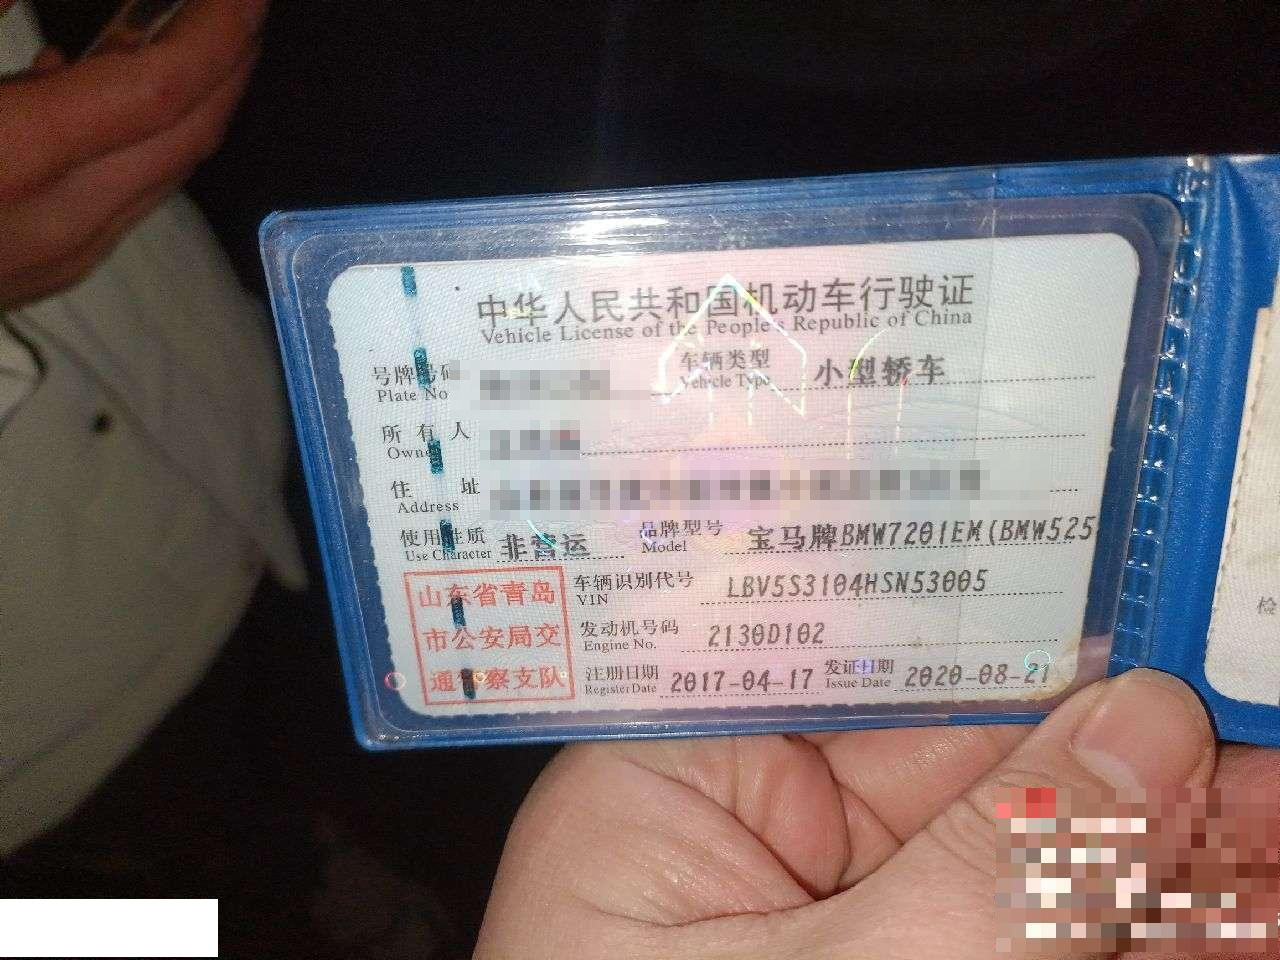 中华人民共和国机动车行驶证
Vehicle License of the People's Republic of China
号牌号码
Plate No
车辆类型 小型轿车
Vehicle Type
所有人
Owner
住址
Address
使用性质 非营运 品牌型号 宝马牌BMW7201EM(BMW525
Use Character Model
山东省青岛 车辆识别代号 LBV5S3104HSN53005
VIN
市公安局交 发动机号码 2130D102
Engine No.
通警察支队 注册日期 2017-04-17 发证日期 2020-08-21
Register Date Issue Date
检